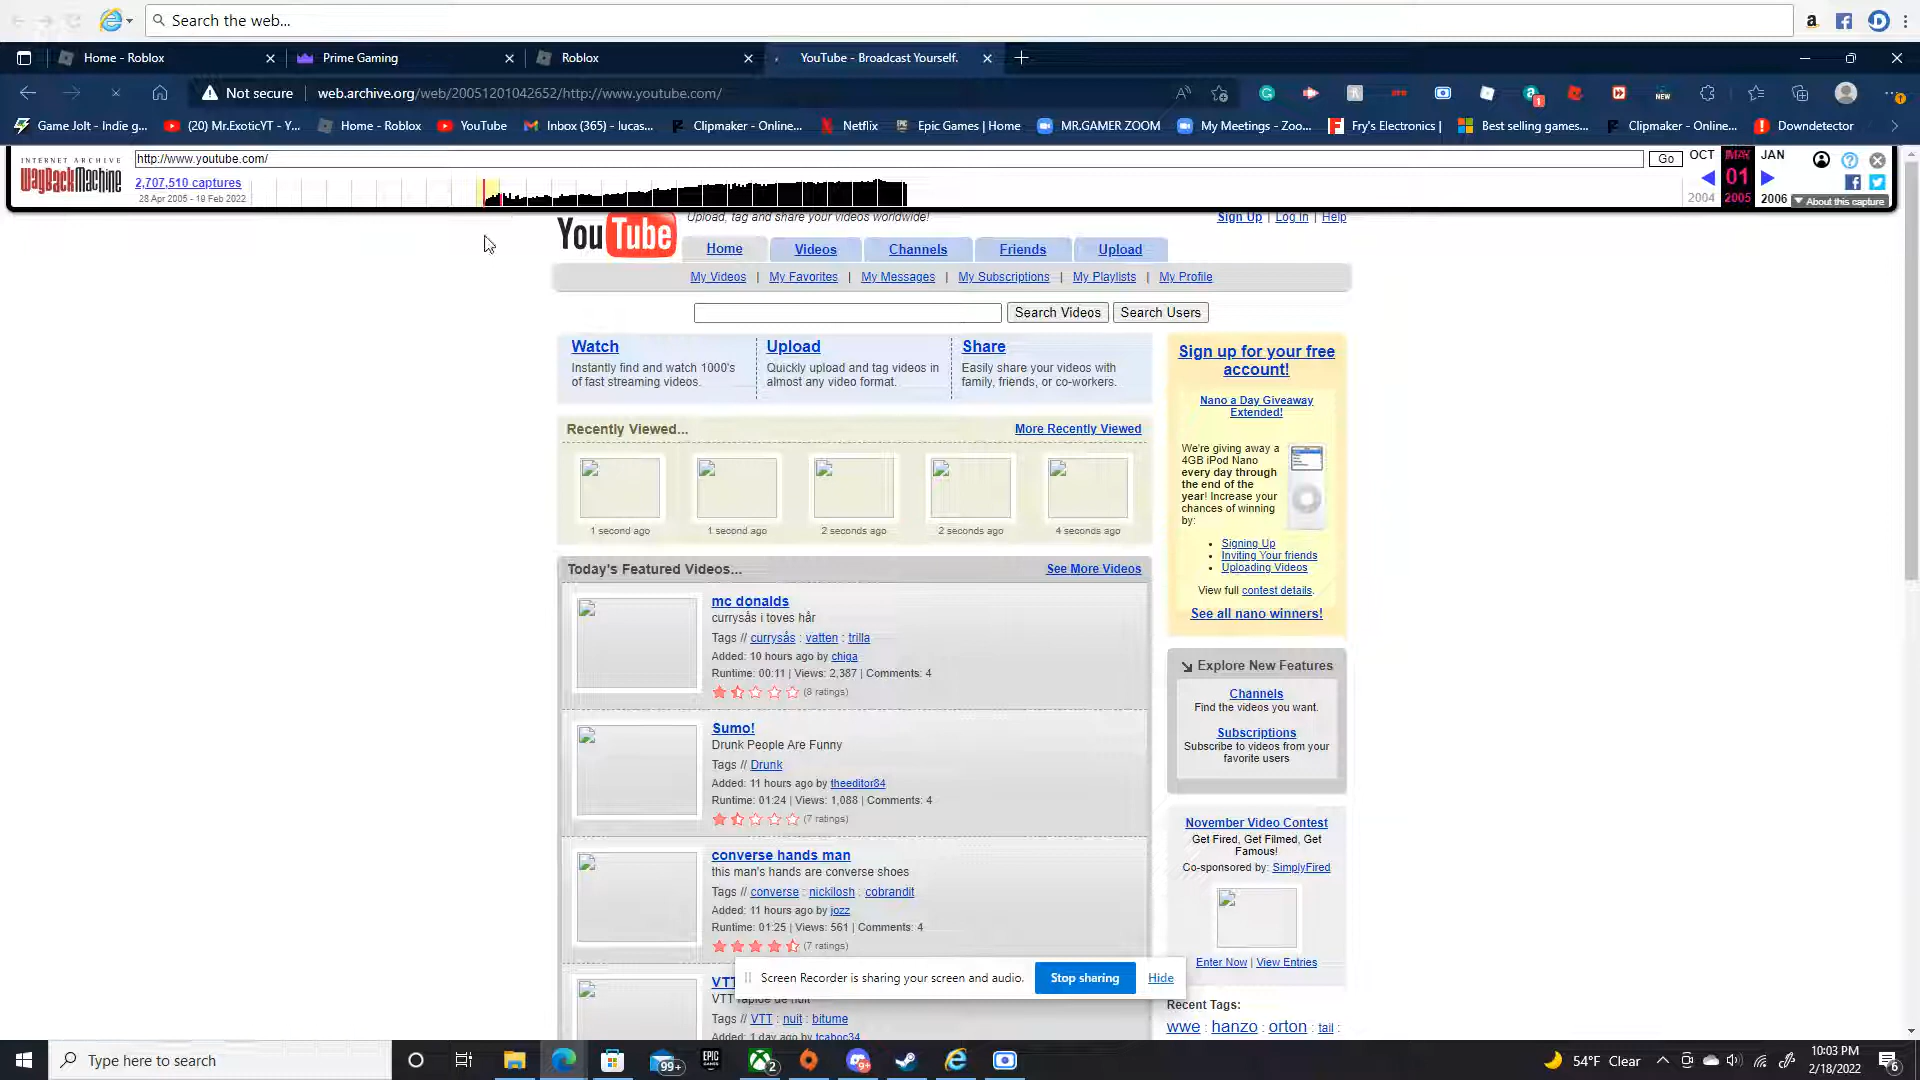 Search the web...
Home - Roblox
Prime Gaming
Roblox
YouTube - Broadcast Yourself.
Not secure
web.archive.org/web/20051201042652/http://www.youtube.com/
Game Jolt - Indie g...
(20) Mr.ExoticYT - Y...
Home - Roblox
YouTube
Inbox (365) - lucas...
Clipmaker - Online...
Netflix
Epic Games | Home
MR.GAMER ZOOM
My Meetings - Zoo...
Fry's Electronics |
Best selling games...
Clipmaker - Online...
Downdetector
INTERNET ARCHIVE
WayBackMachine
http://www.youtube.com/
Go
2,707,510 captures
28 Apr 2005 - 19 Feb 2022
OCT
JAN
01
2004
2005
2006
About this capture
YouTube
Upload, tag and share your videos worldwide!
Sign Up | Log In | Help
Home
Videos
Channels
Friends
Upload
My Videos | My Favorites | My Messages | My Subscriptions | My Playlists | My Profile
Search Videos
Search Users
Watch
Instantly find and watch 1000's
of fast streaming videos.
Upload
Quickly upload and tag videos in
almost any video format.
Share
Easily share your videos with
family, friends, or co-workers.
Recently Viewed...
More Recently Viewed
1 second ago
1 second ago
2 seconds ago
2 seconds ago
4 seconds ago
Today's Featured Videos...
See More Videos
mc donalds
currysås i toves hår
Tags // currysås : vatten : trilla
Added: 10 hours ago by chiga
Runtime: 00:11 | Views: 2,387 | Comments: 4
(8 ratings)
Sumo!
Drunk People Are Funny
Tags // Drunk
Added: 11 hours ago by theeditor84
Runtime: 01:24 | Views: 1,088 | Comments: 4
(7 ratings)
converse hands man
this man's hands are converse shoes
Tags // converse : nickilosh : cobrandit
Added: 11 hours ago by jozz
Runtime: 01:25 | Views: 561 | Comments: 4
(7 ratings)
VTT
VTT rapide de nuit
Tags // VTT : nuit : bitume
Added: 1 day ago by tcaboc34
Sign up for your free
account!
Nano a Day Giveaway
Extended!
We're giving away a
4GB iPod Nano
every day through
the end of the
year! Increase your
chances of winning
by:
Signing Up
Inviting Your friends
Uploading Videos
View full contest details.
See all nano winners!
Explore New Features
Channels
Find the videos you want.
Subscriptions
Subscribe to videos from your
favorite users
November Video Contest
Get Fired, Get Filmed, Get
Famous!
Co-sponsored by: SimplyFired
Enter Now | View Entries
Recent Tags:
wwe : hanzo : orton : tail :
Screen Recorder is sharing your screen and audio.
Stop sharing
Hide
Type here to search
99+
EPIC
2
9+
54°F Clear
10:03 PM
2/18/2022
6